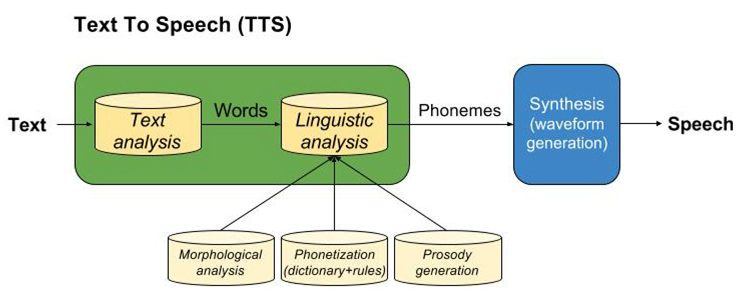 Text To Speech (TTS)
Text
Text
analysis
Words
Linguistic
analysis
Phonemes
Synthesis
(waveform
generation)
Speech
Morphological
analysis
Phonetization
(dictionary+rules)
Prosody
generation